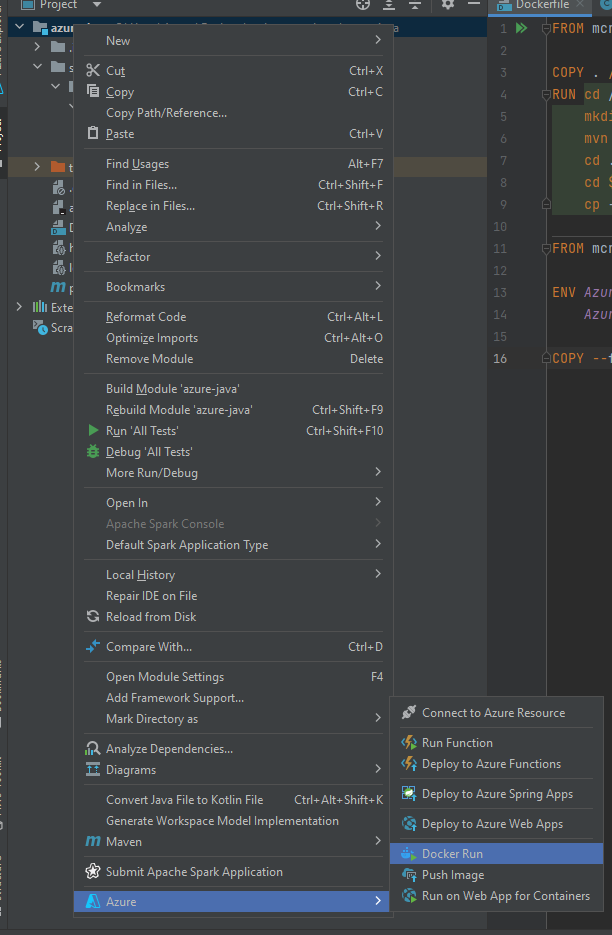 Project
Dockerfile
azur
New
Cut Ctrl+X
Copy Ctrl+C
Copy Path/Reference...
Paste Ctrl+V
Find Usages Alt+F7
Find in Files... Ctrl+Shift+F
Replace in Files... Ctrl+Shift+R
Analyze
Refactor
Bookmarks
Reformat Code Ctrl+Alt+L
Optimize Imports Ctrl+Alt+O
Remove Module Delete
Build Module 'azure-java'
Rebuild Module 'azure-java' Ctrl+Shift+F9
Run 'All Tests' Ctrl+Shift+F10
Debug 'All Tests'
More Run/Debug
Open In
Apache Spark Console
Default Spark Application Type
Local History
Repair IDE on File
Reload from Disk
Compare With... Ctrl+D
Open Module Settings F4
Add Framework Support...
Mark Directory as
Analyze Dependencies...
Diagrams
Convert Java File to Kotlin File Ctrl+Alt+Shift+K
Generate Workspace Model Implementation
Maven
Submit Apache Spark Application
Azure
Exte
Scra
1 FROM mcr
2
3 COPY . /
4 RUN cd /
5 mkdi
6 mvn
7 cd .
8 cd $
9 cp -
10
11 FROM mcr
12
13 ENV Azur
14 Azur
15
16 COPY --f
Connect to Azure Resource
Run Function
Deploy to Azure Functions
Deploy to Azure Spring Apps
Deploy to Azure Web Apps
Docker Run
Push Image
Run on Web App for Containers